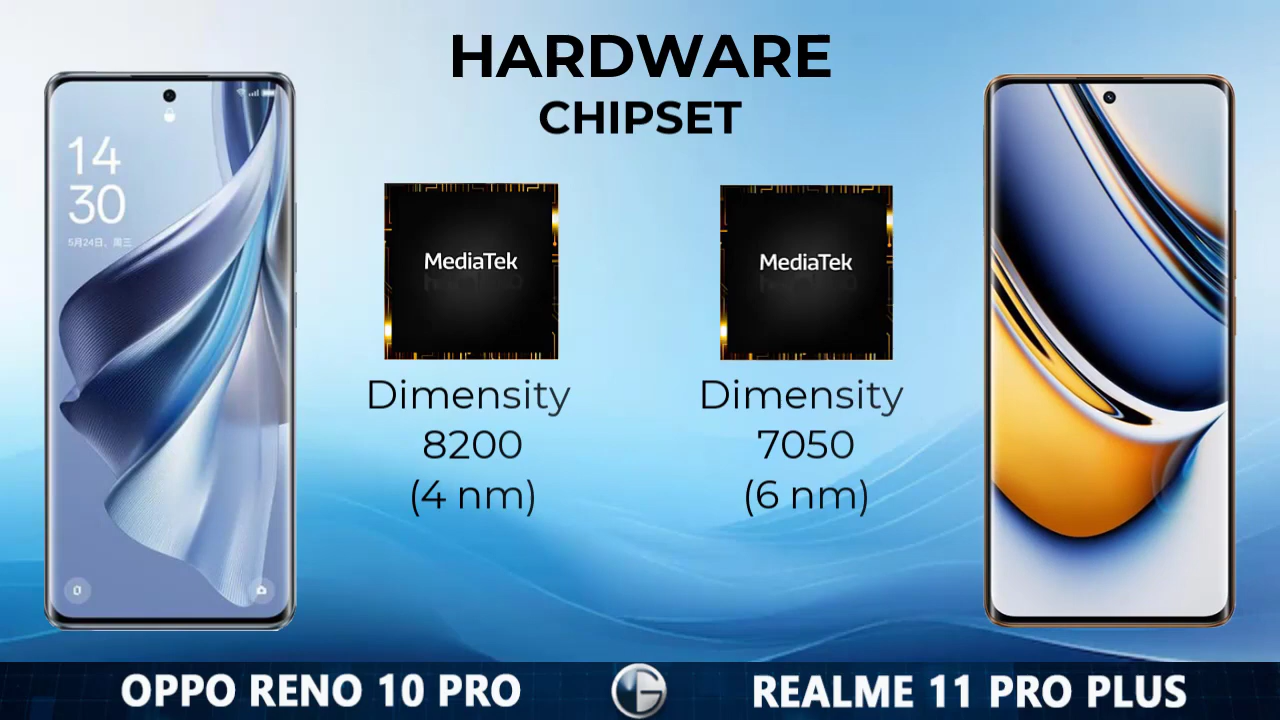 HARDWARE
CHIPSET
14
30
5月24日、周三
MediaTek
Dimensity
8200
(4 nm)
MediaTek
Dimensity
7050
(6 nm)
OPPO RENO 10 PRO
REALME 11 PRO PLUS